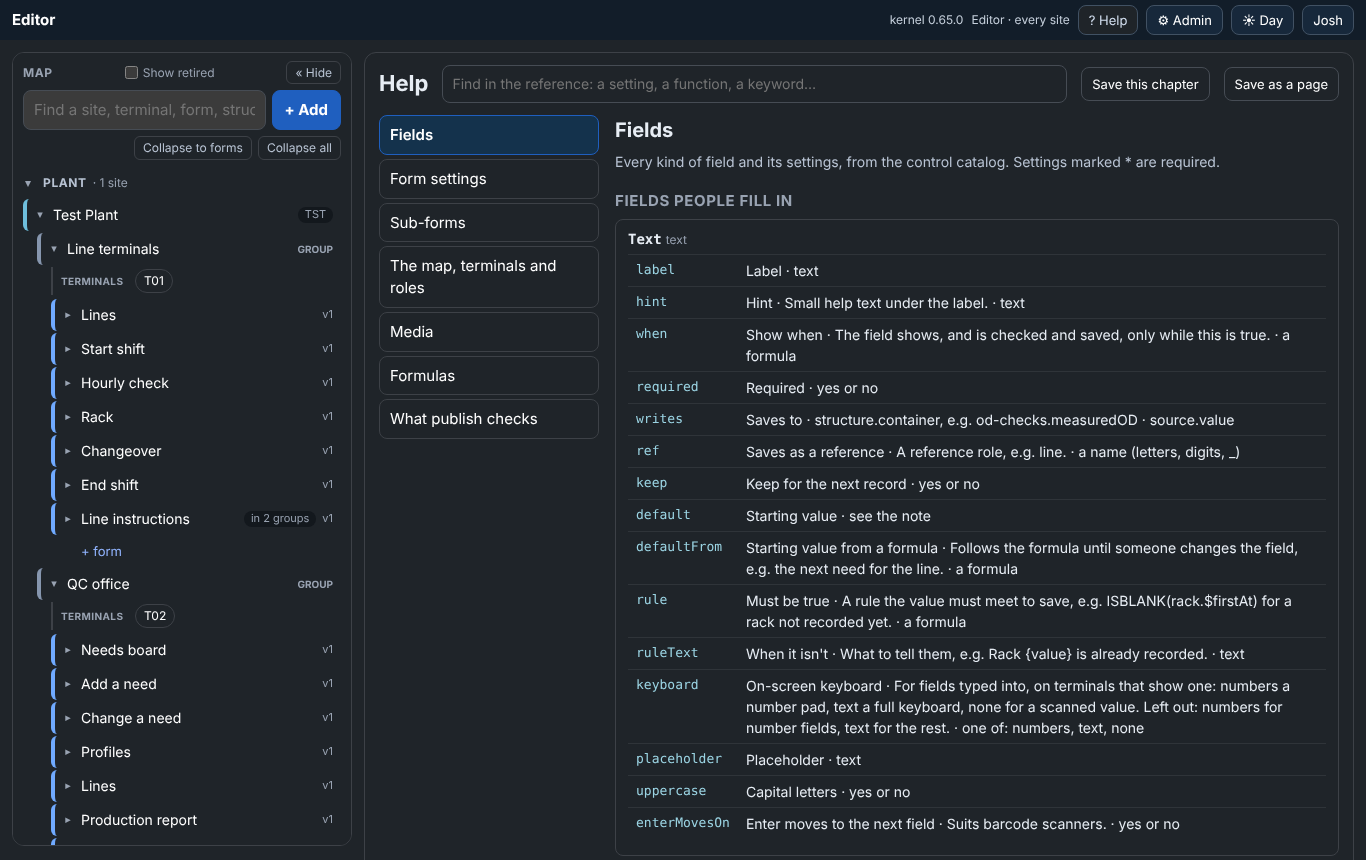 Editor
kernel 0.65.0 Editor · every site ? Help ⚙ Admin ☀ Day Josh
MAP Show retired « Hide
Find a site, terminal, form, struc
+ Add
Collapse to forms Collapse all
▾ PLANT · 1 site
▾ Test Plant TST
▾ Line terminals GROUP
TERMINALS T01
▸ Lines v1
▸ Start shift v1
▸ Hourly check v1
▸ Rack v1
▸ Changeover v1
▸ End shift v1
▸ Line instructions in 2 groups v1
+ form
▾ QC office GROUP
TERMINALS T02
▸ Needs board v1
▸ Add a need v1
▸ Change a need v1
▸ Profiles v1
▸ Lines v1
▸ Production report v1
Help
Find in the reference: a setting, a function, a keyword...
Save this chapter Save as a page
Fields
Form settings
Sub-forms
The map, terminals and
roles
Media
Formulas
What publish checks
Fields
Every kind of field and its settings, from the control catalog. Settings marked * are required.
FIELDS PEOPLE FILL IN
Text text
label Label · text
hint Hint · Small help text under the label. · text
when Show when · The field shows, and is checked and saved, only while this is true. · a
formula
required Required · yes or no
writes Saves to · structure.container, e.g. od-checks.measuredOD · source.value
ref Saves as a reference · A reference role, e.g. line. · a name (letters, digits, _)
keep Keep for the next record · yes or no
default Starting value · see the note
defaultFrom Starting value from a formula · Follows the formula until someone changes the field,
e.g. the next need for the line. · a formula
rule Must be true · A rule the value must meet to save, e.g. ISBLANK(rack.$firstAt) for a
rack not recorded yet. · a formula
ruleText When it isn't · What to tell them, e.g. Rack {value} is already recorded. · text
keyboard On-screen keyboard · For fields typed into, on terminals that show one: numbers a
number pad, text a full keyboard, none for a scanned value. Left out: numbers for
number fields, text for the rest. · one of: numbers, text, none
placeholder Placeholder · text
uppercase Capital letters · yes or no
enterMovesOn Enter moves to the next field · Suits barcode scanners. · yes or no